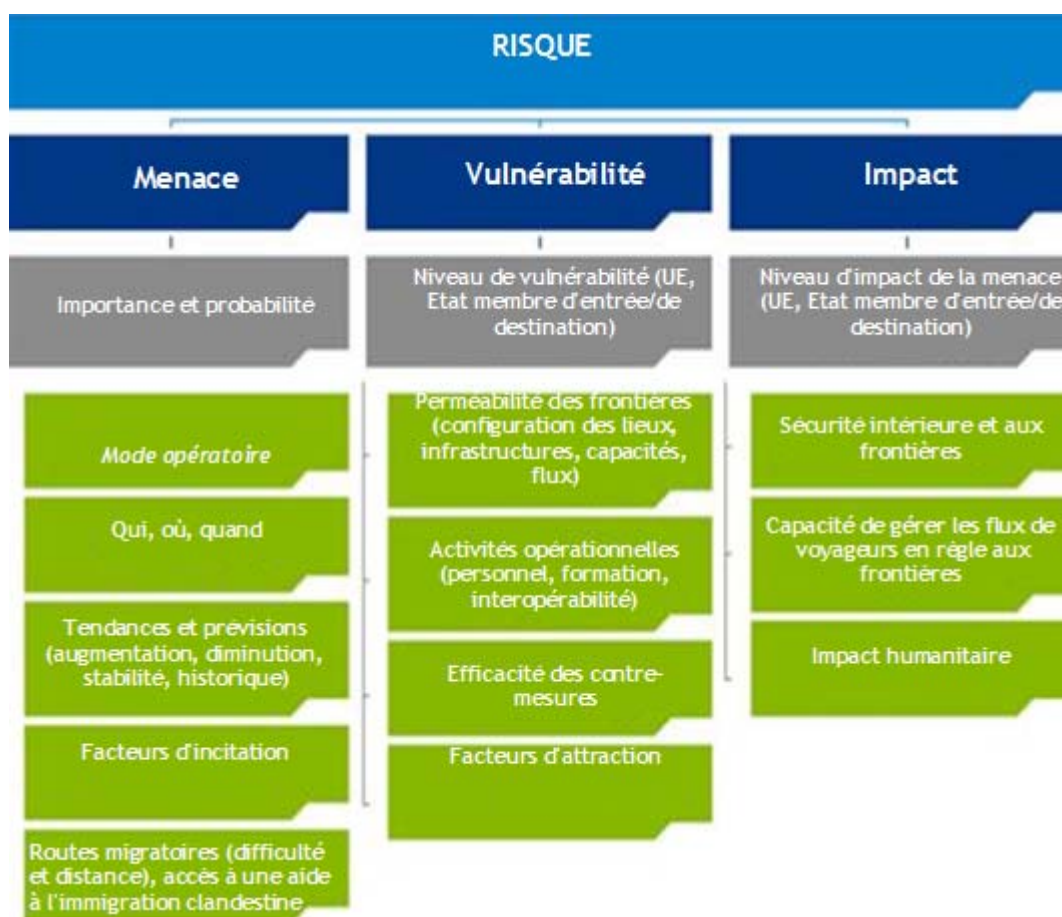 RISQUE
Menace
Vulnérabilité
Impact
Importance et probabilité
Niveau de vulnérabilité (UE,
Etat membre d'entrée/de
destination)
Niveau d'impact de la menace
(UE, Etat membre d'entrée/de
destination)
Mode opératoire
Qui, où, quand
Tendances et prévisions
(augmentation, diminution,
stabilité, historique)
Facteurs d'incitation
Routes migratoires (difficulté
et distance), accès à une aide
à l'immigration clandestine
Perméabilité des frontières
(configuration des lieux,
infrastructures, capacités,
flux)
Activités opérationnelles
(personnel, formation,
interopérabilité)
Efficacité des contre-
mesures
Facteurs d'attraction
Sécurité intérieure et aux
frontières
Capacité de gérer les flux de
voyageurs en règle aux
frontières
Impact humanitaire